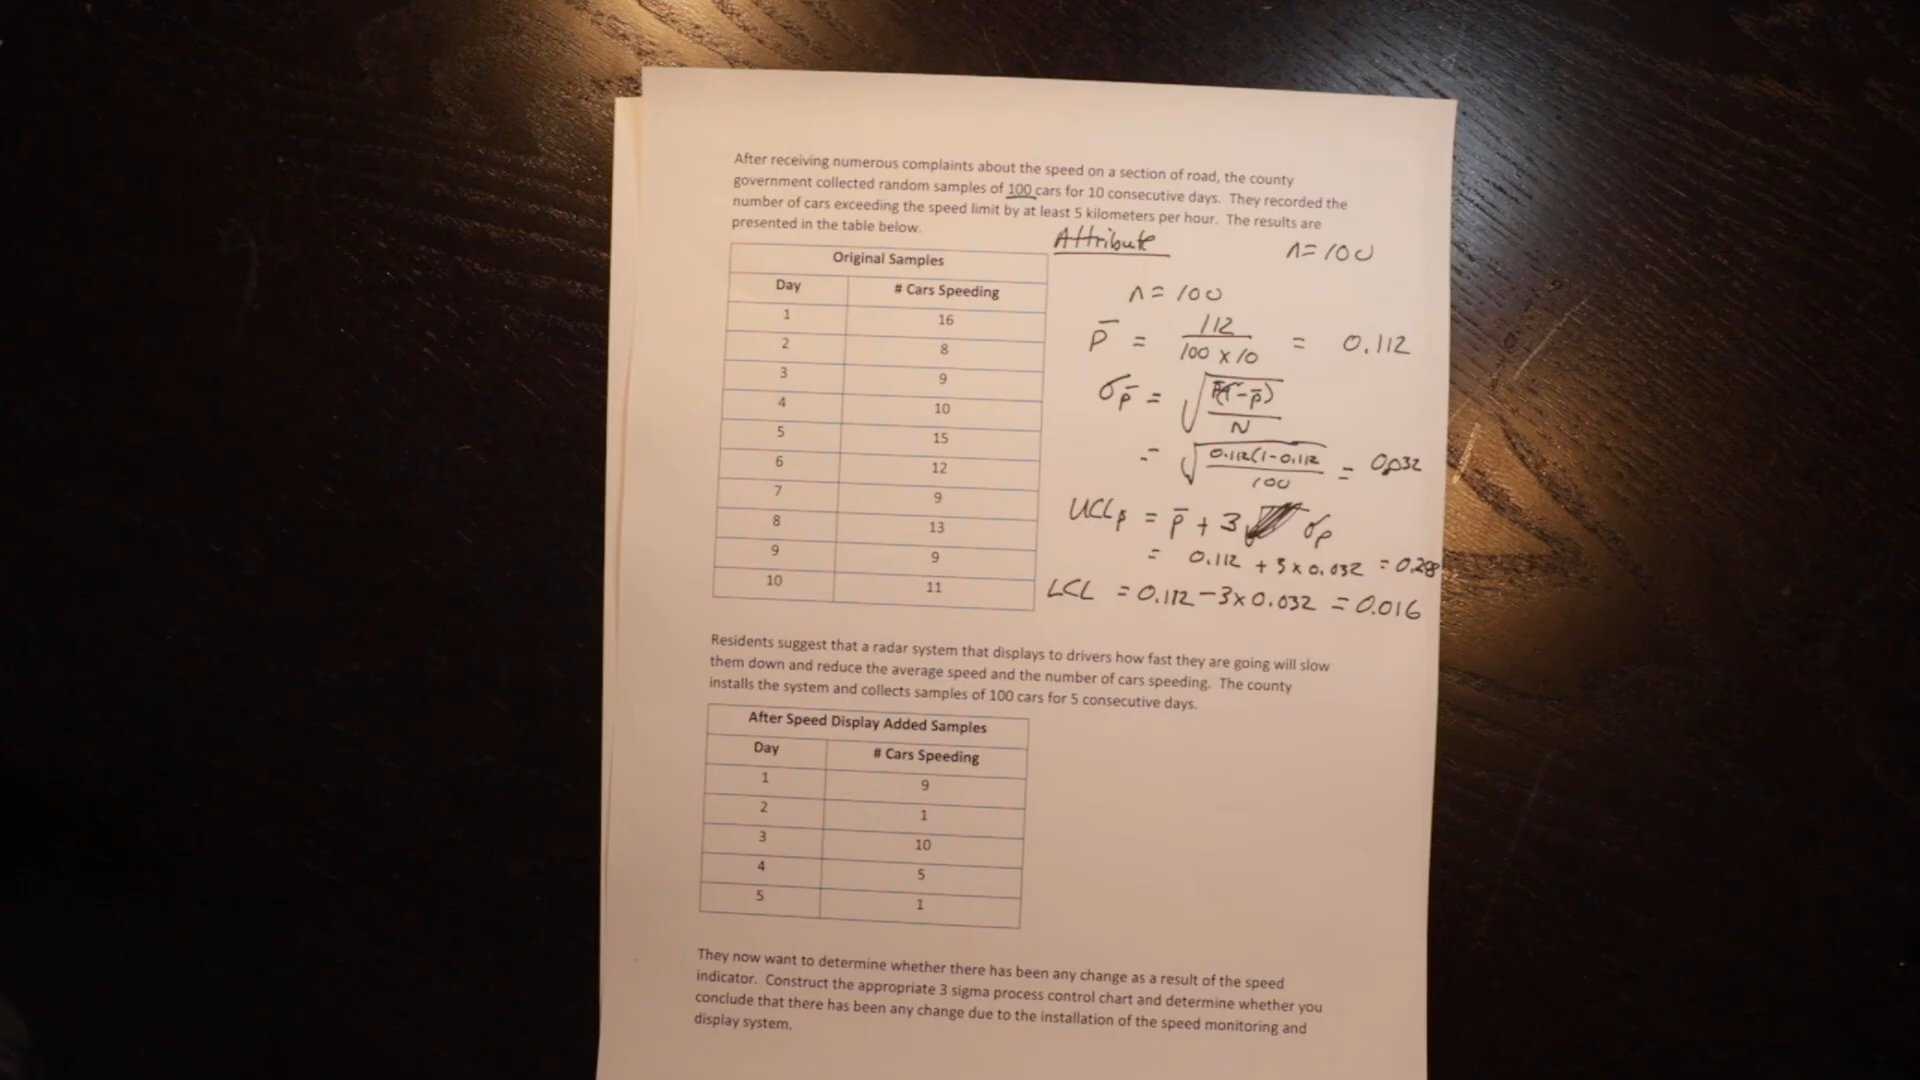 After receiving numerous complaints about the speed on a section of road, the county
government collected random samples of 100 cars for 10 consecutive days. They recorded the
number of cars exceeding the speed limit by at least 5 kilometers per hour. The results are
presented in the table below.
Attribute n=100
Original Samples
Day # Cars Speeding
1 16
2 8
3 9
4 10
5 15
6 12
7 9
8 13
9 9
10 11
n = 100
p̄ = 112 / 100 x 10 = 0.112
σp̄ = √ p̄(1-p̄) / N
= √ 0.112(1-0.112 / 100 = 0.032
UCLp = p̄ + 3 σp
= 0.112 + 3 x 0.032 = 0.208
LCL = 0.112 - 3 x 0.032 = 0.016
Residents suggest that a radar system that displays to drivers how fast they are going will slow
them down and reduce the average speed and the number of cars speeding. The county
installs the system and collects samples of 100 cars for 5 consecutive days.
After Speed Display Added Samples
Day # Cars Speeding
1 9
2 1
3 10
4 5
5 1
They now want to determine whether there has been any change as a result of the speed
indicator. Construct the appropriate 3 sigma process control chart and determine whether you
conclude that there has been any change due to the installation of the speed monitoring and
display system.